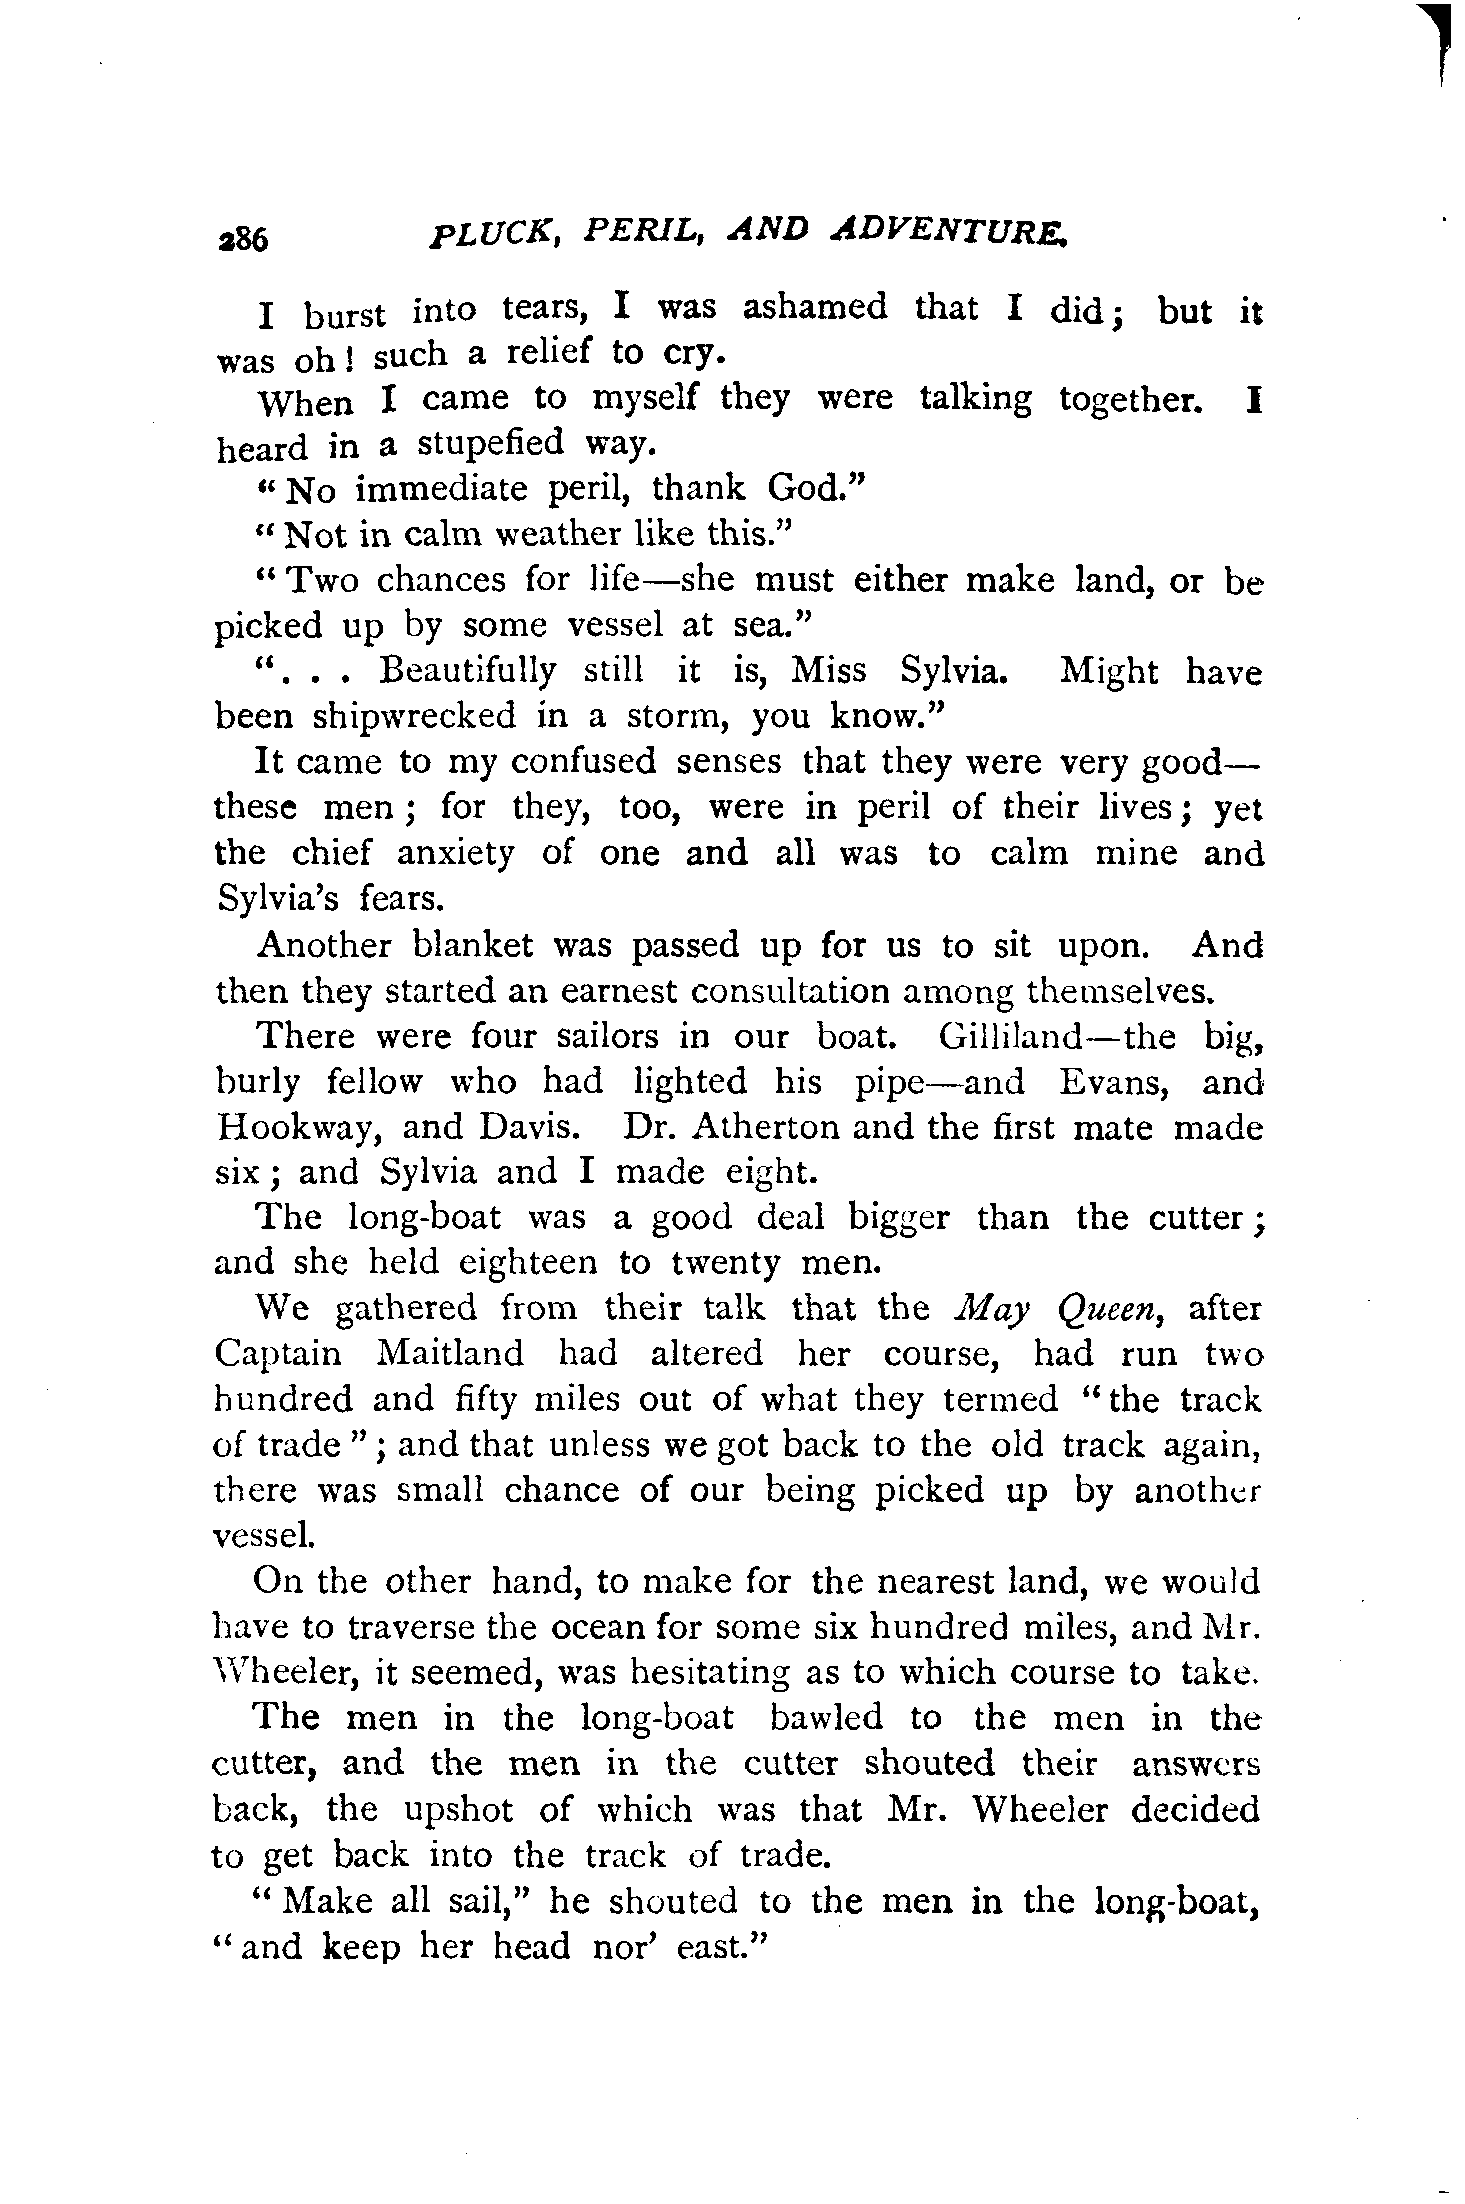 286 PLUCK, PERIL, AND ADVENTURE.
I burst into tears, I was ashamed that I did; but it
was oh! such a relief to cry.
When I came to myself they were talking together. I
heard in a stupefied way.
“No immediate peril, thank God.”
“Not in calm weather like this.”
“Two chances for life—she must either make land, or be
picked up by some vessel at sea.”
“. . . Beautifully still it is, Miss Sylvia. Might have
been shipwrecked in a storm, you know.”
It came to my confused senses that they were very good—
these men; for they, too, were in peril of their lives; yet
the chief anxiety of one and all was to calm mine and
Sylvia’s fears.
Another blanket was passed up for us to sit upon. And
then they started an earnest consultation among themselves.
There were four sailors in our boat. Gilliland—the big,
burly fellow who had lighted his pipe—and Evans, and
Hookway, and Davis. Dr. Atherton and the first mate made
six; and Sylvia and I made eight.
The long-boat was a good deal bigger than the cutter;
and she held eighteen to twenty men.
We gathered from their talk that the May Queen, after
Captain Maitland had altered her course, had run two
hundred and fifty miles out of what they termed “the track
of trade”; and that unless we got back to the old track again,
there was small chance of our being picked up by another
vessel.
On the other hand, to make for the nearest land, we would
have to traverse the ocean for some six hundred miles, and Mr.
Wheeler, it seemed, was hesitating as to which course to take.
The men in the long-boat bawled to the men in the
cutter, and the men in the cutter shouted their answers
back, the upshot of which was that Mr. Wheeler decided
to get back into the track of trade.
“Make all sail,” he shouted to the men in the long-boat,
“and keep her head nor’ east.”